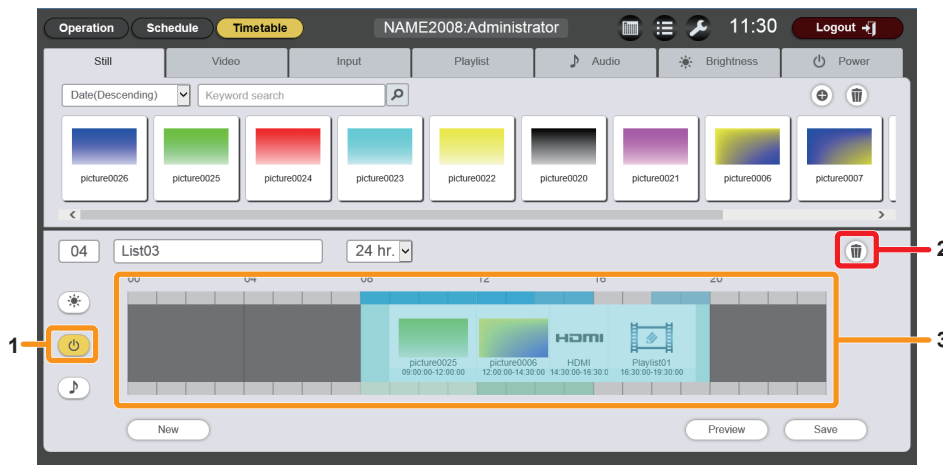 Operation Schedule Timetable NAME2008:Administrator 11:30 Logout
Still Video Input Playlist Audio Brightness Power
Date(Descending) Keyword search
picture0026 picture0025 picture0024 picture0023 picture0022 picture0020 picture0021 picture0006 picture0007
04 List03 24 hr. 2
00 04 08 12 16 20
1 3
HDMI
picture0025 picture0006 HDMI Playlist01
09:00:00-12:00:00 12:00:00-14:30:00 14:30:00-16:30:0 16:30:00-19:30:00
New Preview Save